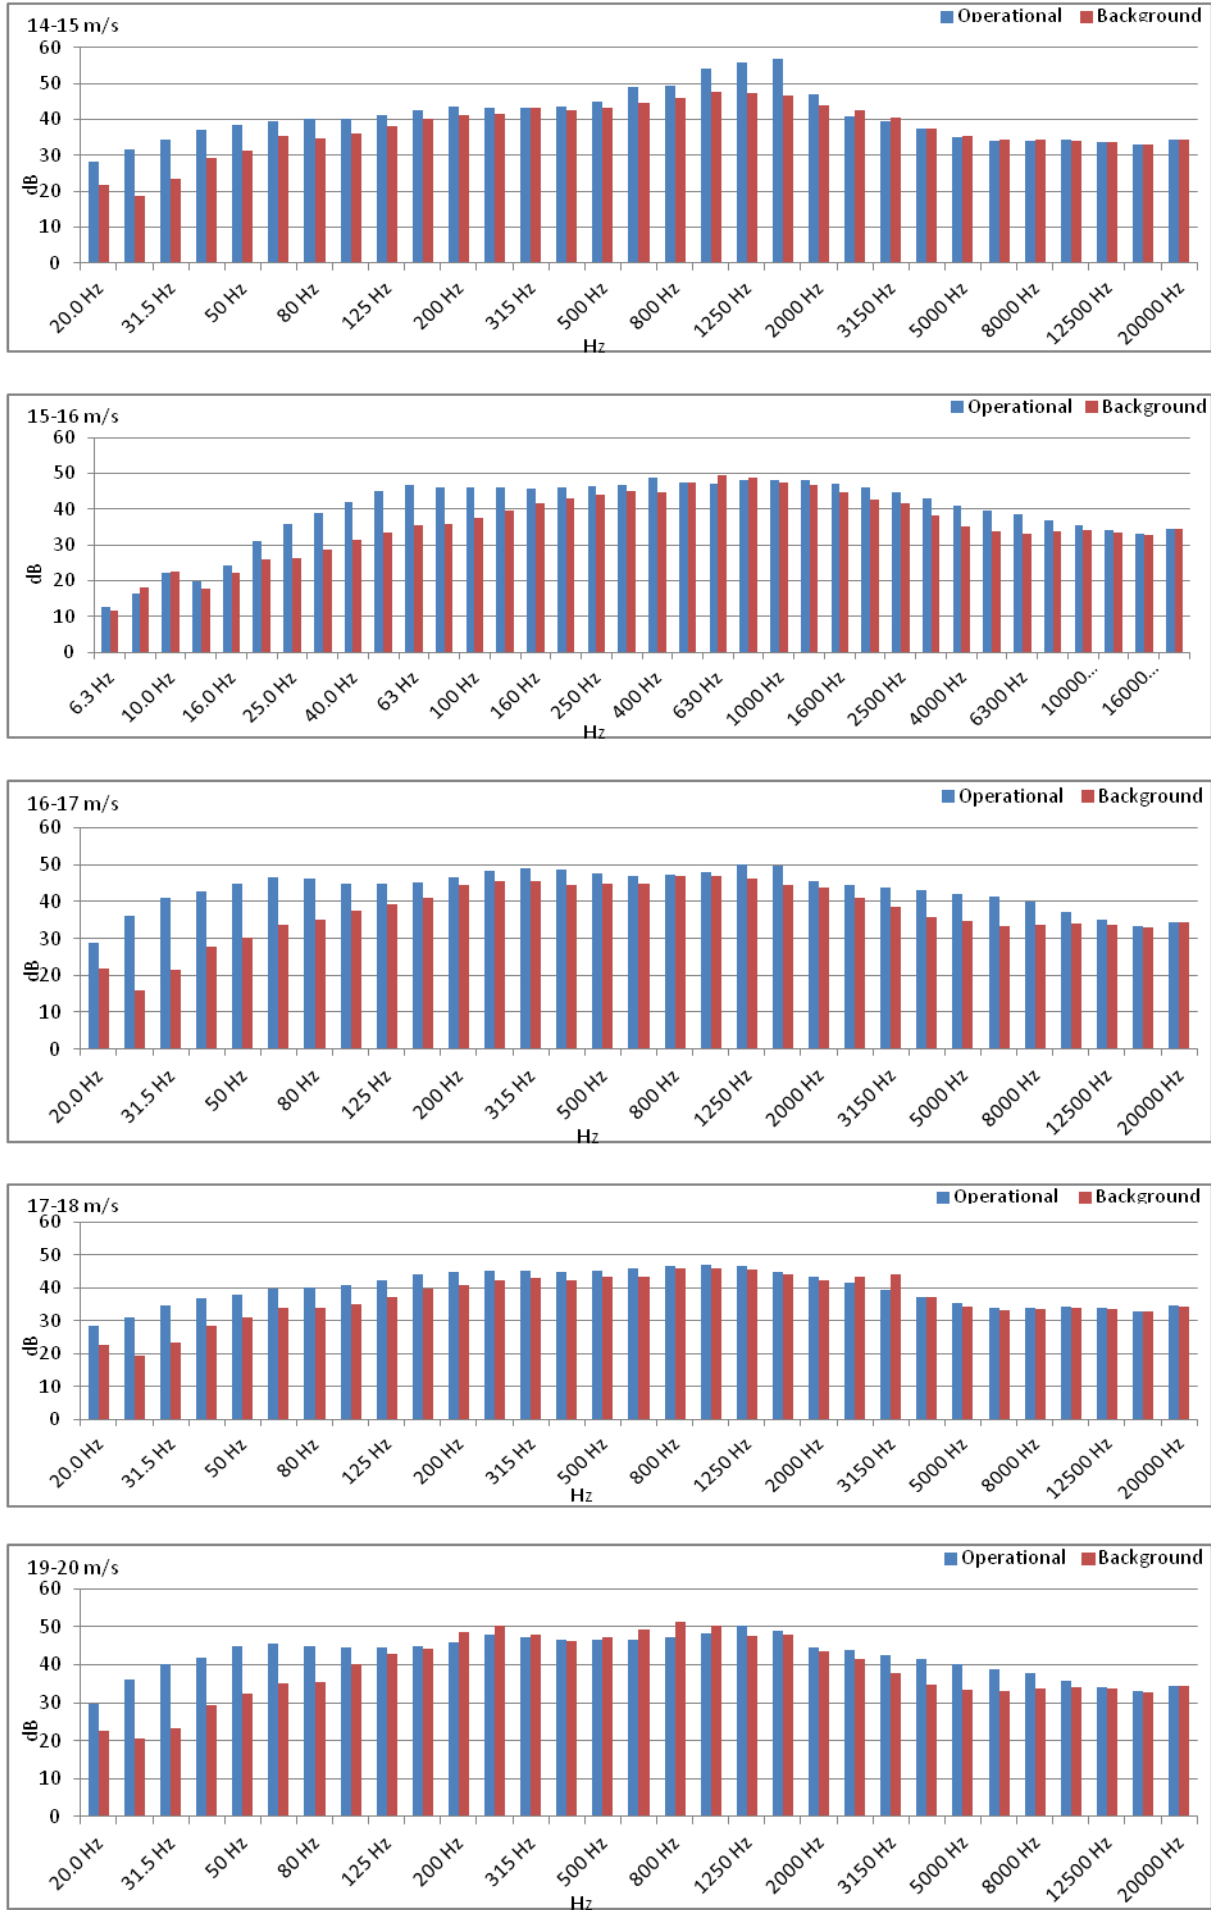 14-15 m/s
Operational Background
60
50
40
30
20
10
0
dB
20.0 Hz 31.5 Hz 50 Hz 80 Hz 125 Hz 200 Hz 315 Hz 500 Hz 800 Hz 1250 Hz 2000 Hz 3150 Hz 5000 Hz 8000 Hz 12500 Hz 20000 Hz
Hz
15-16 m/s
Operational Background
60
50
40
30
20
10
0
dB
6.3 Hz 10.0 Hz 16.0 Hz 25.0 Hz 40.0 Hz 63 Hz 100 Hz 160 Hz 250 Hz 400 Hz 630 Hz 1000 Hz 1600 Hz 2500 Hz 4000 Hz 6300 Hz 10000... 16000...
Hz
16-17 m/s
Operational Background
60
50
40
30
20
10
0
dB
20.0 Hz 31.5 Hz 50 Hz 80 Hz 125 Hz 200 Hz 315 Hz 500 Hz 800 Hz 1250 Hz 2000 Hz 3150 Hz 5000 Hz 8000 Hz 12500 Hz 20000 Hz
Hz
17-18 m/s
Operational Background
60
50
40
30
20
10
0
dB
20.0 Hz 31.5 Hz 50 Hz 80 Hz 125 Hz 200 Hz 315 Hz 500 Hz 800 Hz 1250 Hz 2000 Hz 3150 Hz 5000 Hz 8000 Hz 12500 Hz 20000 Hz
Hz
19-20 m/s
Operational Background
60
50
40
30
20
10
0
dB
20.0 Hz 31.5 Hz 50 Hz 80 Hz 125 Hz 200 Hz 315 Hz 500 Hz 800 Hz 1250 Hz 2000 Hz 3150 Hz 5000 Hz 8000 Hz 12500 Hz 20000 Hz
Hz